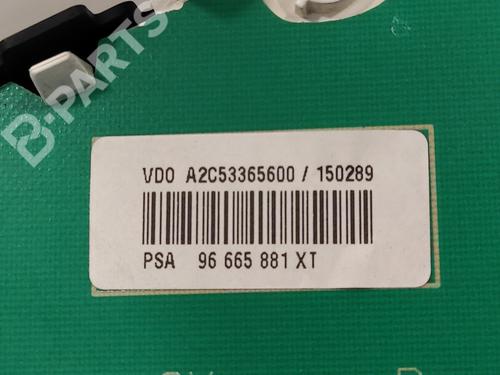 B-PARTS
VDO A2C53365600 / 150289
PSA 96 665 881 XT